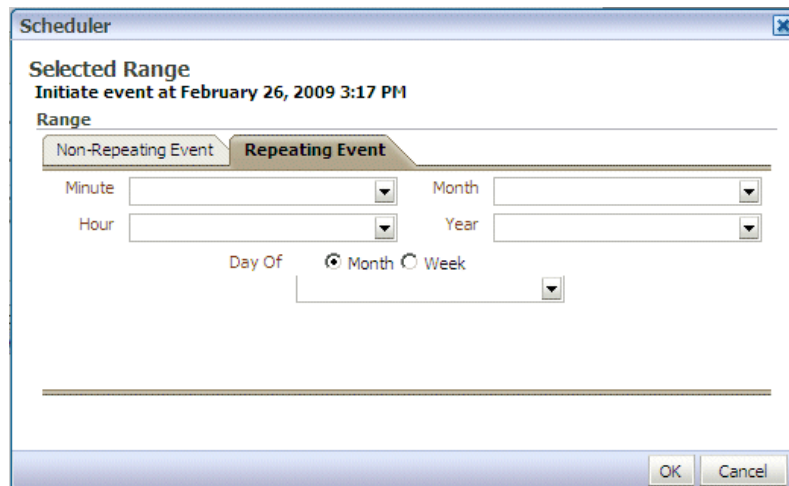 Scheduler
Selected Range
Initiate event at February 26, 2009 3:17 PM
Range
Non-Repeating Event Repeating Event
Minute Month
Hour Year
Day Of Month Week
OK Cancel